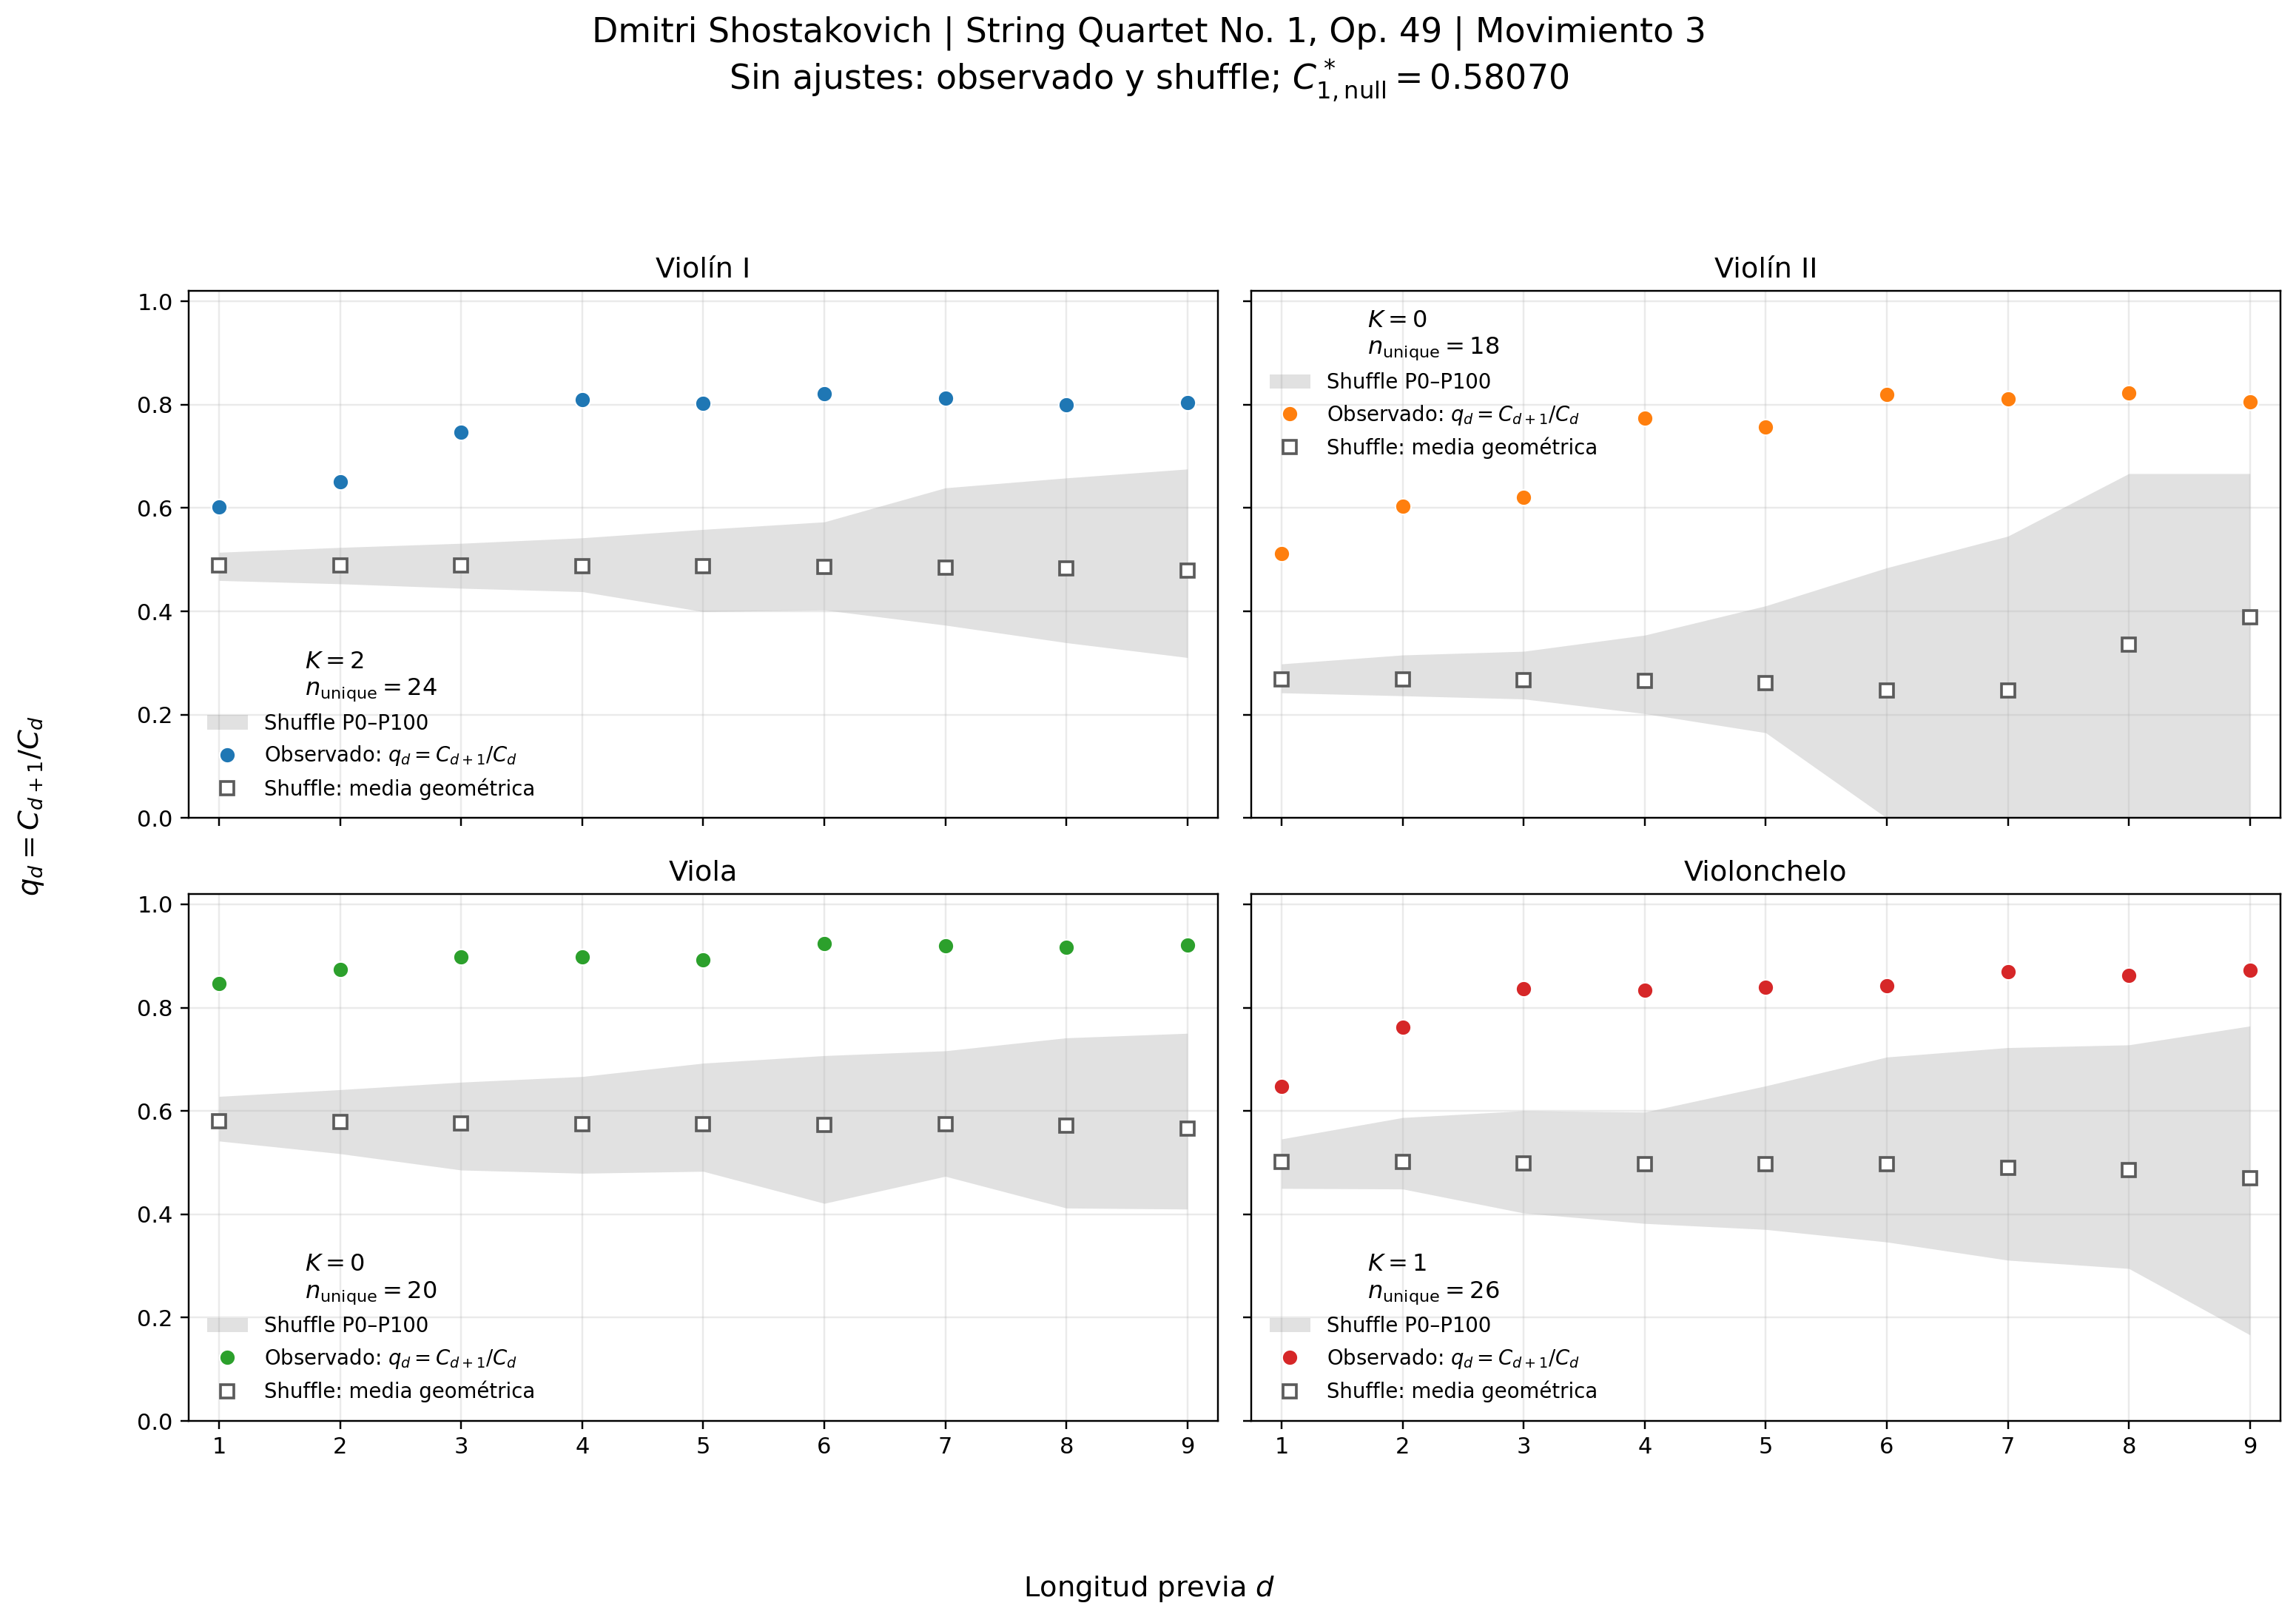 Dmitri Shostakovich | String Quartet No. 1, Op. 49 | Movimiento 3
Sin ajustes: observado y shuffle; C*1,null = 0.58070
Violín I
1.0
0.8
0.6
0.4
0.2
0.0
K = 2
nunique = 24
Shuffle P0–P100
Observado: qd = Cd+1/Cd
Shuffle: media geométrica
Violín II
K = 0
nunique = 18
Shuffle P0–P100
Observado: qd = Cd+1/Cd
Shuffle: media geométrica
qd = Cd+1/Cd
Viola
1.0
0.8
0.6
0.4
0.2
0.0
K = 0
nunique = 20
Shuffle P0–P100
Observado: qd = Cd+1/Cd
Shuffle: media geométrica
1 2 3 4 5 6 7 8 9
Violonchelo
K = 1
nunique = 26
Shuffle P0–P100
Observado: qd = Cd+1/Cd
Shuffle: media geométrica
1 2 3 4 5 6 7 8 9
Longitud previa d